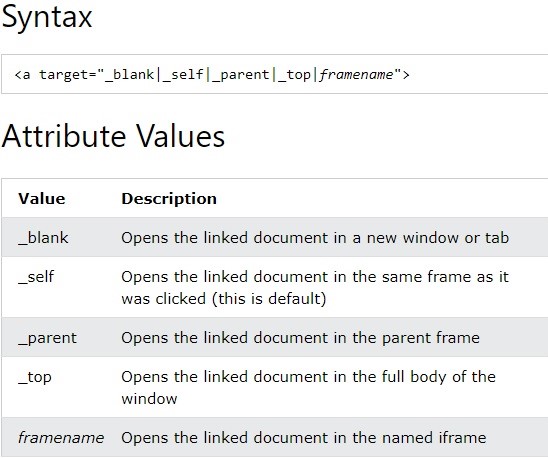 Syntax
<a target="_blank|_self|_parent|_top|framename">
Attribute Values
Value Description
_blank Opens the linked document in a new window or tab
_self Opens the linked document in the same frame as it
was clicked (this is default)
_parent Opens the linked document in the parent frame
_top Opens the linked document in the full body of the
window
framename Opens the linked document in the named iframe